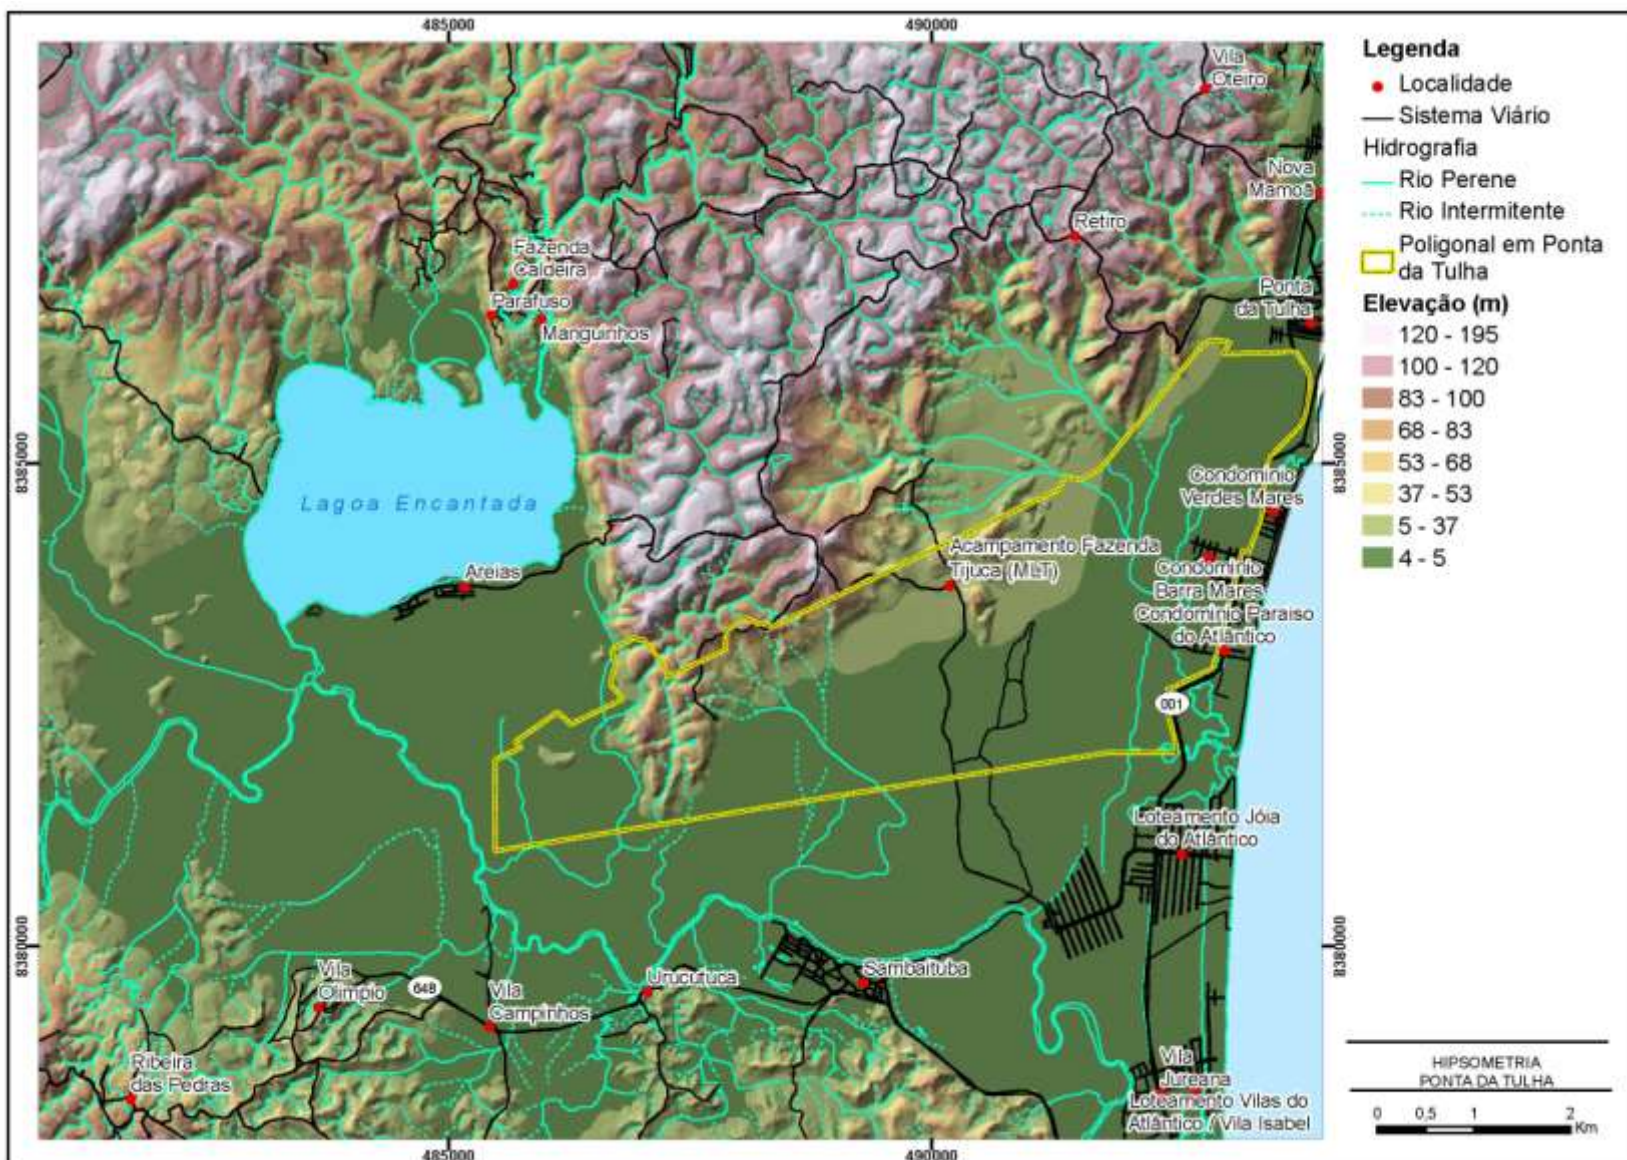 485000
490000
Vila
Oteiro
Nova
Mamoã
Retiro
Fazenda
Caldeira
Parafuso
Manguinhos
Ponta
da Tulha
8385000
8385000
Lagoa Encantada
Condomínio
Verdes Mares
Areias
Acampamento Fazenda
Tijuca (MLT)
Condomínio
Barra Mares
Condomínio Paraíso
do Atlântico
001
Loteamento Jóia
do Atlântico
8380000
8380000
Vila
Olímpio
648
Vila
Campinhos
Urucutuca
Sambaituba
Ribeira
das Pedras
Vila
Jureana
Loteamento Vilas do
Atlântico / Vila Isabel
485000
490000
Legenda
Localidade
Sistema Viário
Hidrografia
Rio Perene
Rio Intermitente
Poligonal em Ponta
da Tulha
Elevação (m)
120 - 195
100 - 120
83 - 100
68 - 83
53 - 68
37 - 53
5 - 37
4 - 5
HIPSOMETRIA
PONTA DA TULHA
0 0,5 1 2
Km